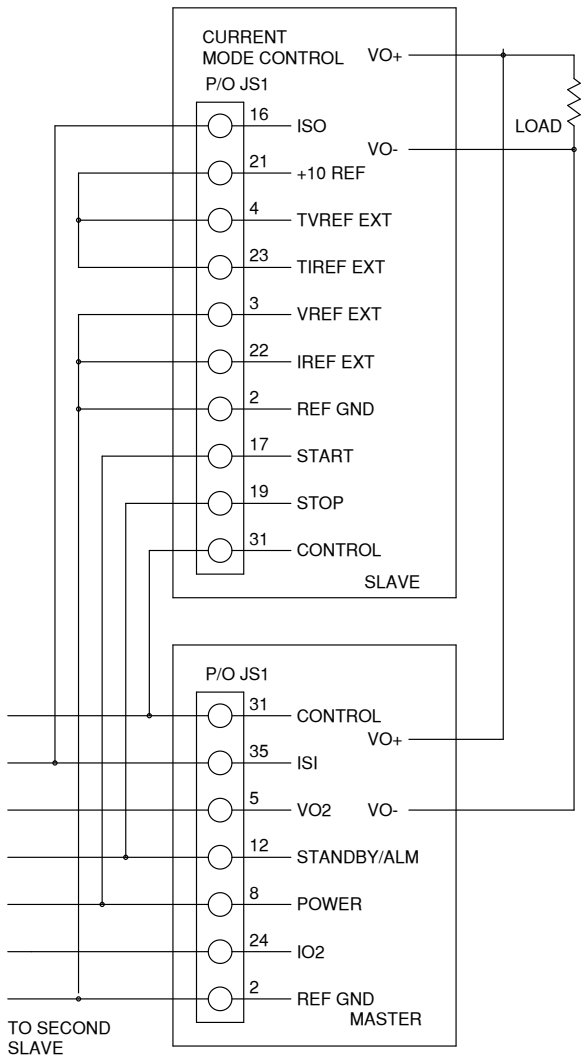 CURRENT
MODE CONTROL
VO+
P/O JS1
16 ISO
LOAD
VO-
21 +10 REF
4 TVREF EXT
23 TIREF EXT
3 VREF EXT
22 IREF EXT
2 REF GND
17 START
19 STOP
31 CONTROL
SLAVE
P/O JS1
31 CONTROL
VO+
35 ISI
5 VO2 VO-
12 STANDBY/ALM
8 POWER
24 IO2
2 REF GND
MASTER
TO SECOND
SLAVE